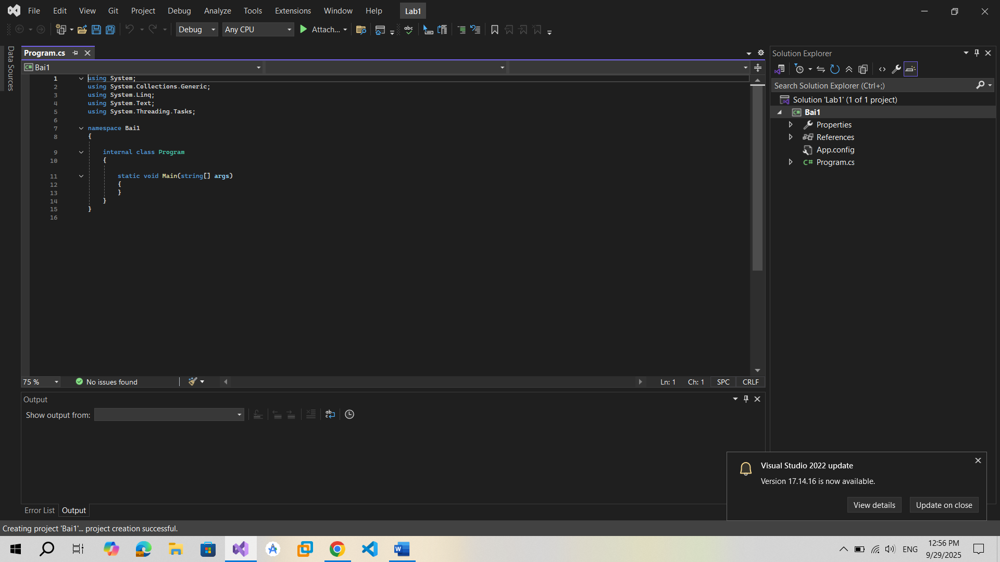 File Edit View Git Project Debug Analyze Tools Extensions Window Help Lab1
Debug Any CPU Attach...
Data Sources
Program.cs
Bai1
1 using System;
2 using System.Collections.Generic;
3 using System.Linq;
4 using System.Text;
5 using System.Threading.Tasks;
6
7 namespace Bai1
8 {
9 internal class Program
10 {
11 static void Main(string[] args)
12 {
13 }
14 }
15 }
16
75 % No issues found Ln: 1 Ch: 1 SPC CRLF
Output
Show output from:
Error List Output
Solution Explorer
Search Solution Explorer (Ctrl+;)
Solution 'Lab1' (1 of 1 project)
C# Bai1
Properties
References
App.config
C# Program.cs
Visual Studio 2022 update
Version 17.14.16 is now available.
View details Update on close
Creating project 'Bai1'... project creation successful.
ENG
12:56 PM
9/29/2025